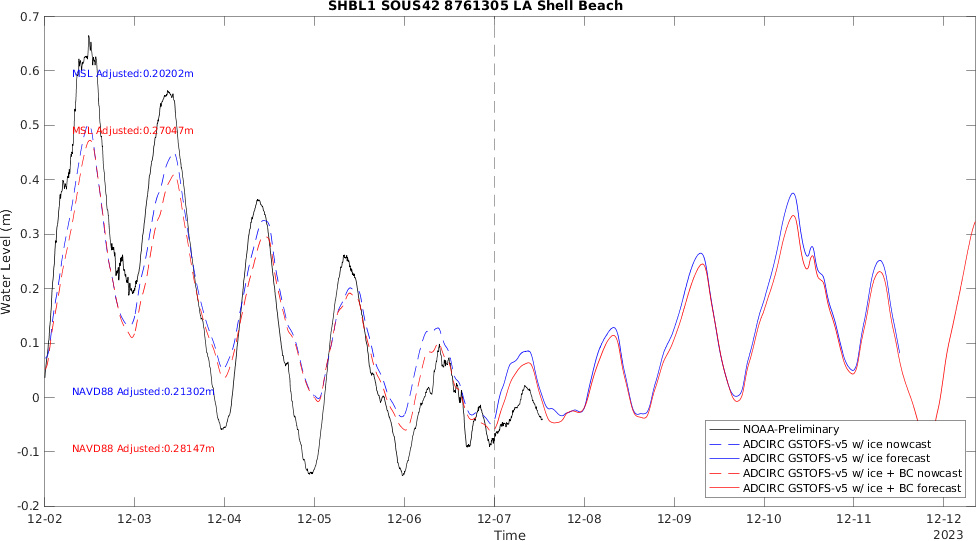 SHBL1 SOUS42 8761305 LA Shell Beach
0.7
0.6
0.5
0.4
0.3
0.2
0.1
0
-0.1
-0.2
Water Level (m)
MSL Adjusted:0.20202m
MSL Adjusted:0.27047m
NAVD88 Adjusted:0.21302m
NAVD88 Adjusted:0.28147m
NOAA-Preliminary
ADCIRC GSTOFS-v5 w/ ice nowcast
ADCIRC GSTOFS-v5 w/ ice forecast
ADCIRC GSTOFS-v5 w/ ice + BC nowcast
ADCIRC GSTOFS-v5 w/ ice + BC forecast
12-02 12-03 12-04 12-05 12-06 12-07 12-08 12-09 12-10 12-11 12-12
Time 2023